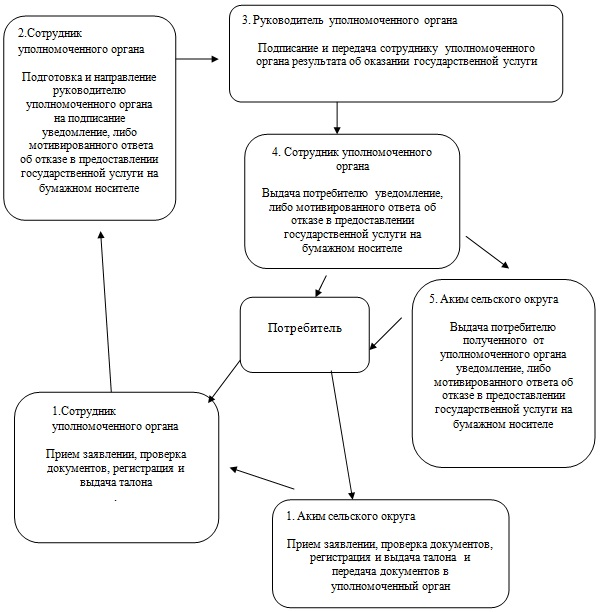 2.Сотрудник
уполномоченного органа
Подготовка и направление
руководителю
уполномоченного органа
на подписание
уведомление, либо
мотивированного ответа
об отказе в предоставлении
государственной услуги на
бумажном носителе
3. Руководитель уполномоченного органа
Подписание и передача сотруднику уполномоченного
органа результата об оказании государственной услуги
4. Сотрудник уполномоченного
органа
Выдача потребителю уведомление,
либо мотивированного ответа об
отказе в предоставлении
государственной услуги на
бумажном носителе
5. Аким сельского округа
Выдача потребителю
полученного от
уполномоченного органа
уведомление, либо
мотивированного ответа об
отказе в предоставлении
государственной услуги на
бумажном носителе
Потребитель
1.Сотрудник
уполномоченного органа
Прием заявлении, проверка
документов, регистрация и
выдача талона
.
1. Аким сельского округа
Прием заявлении, проверка документов,
регистрация и выдача талона и
передача документов в
уполномоченный орган